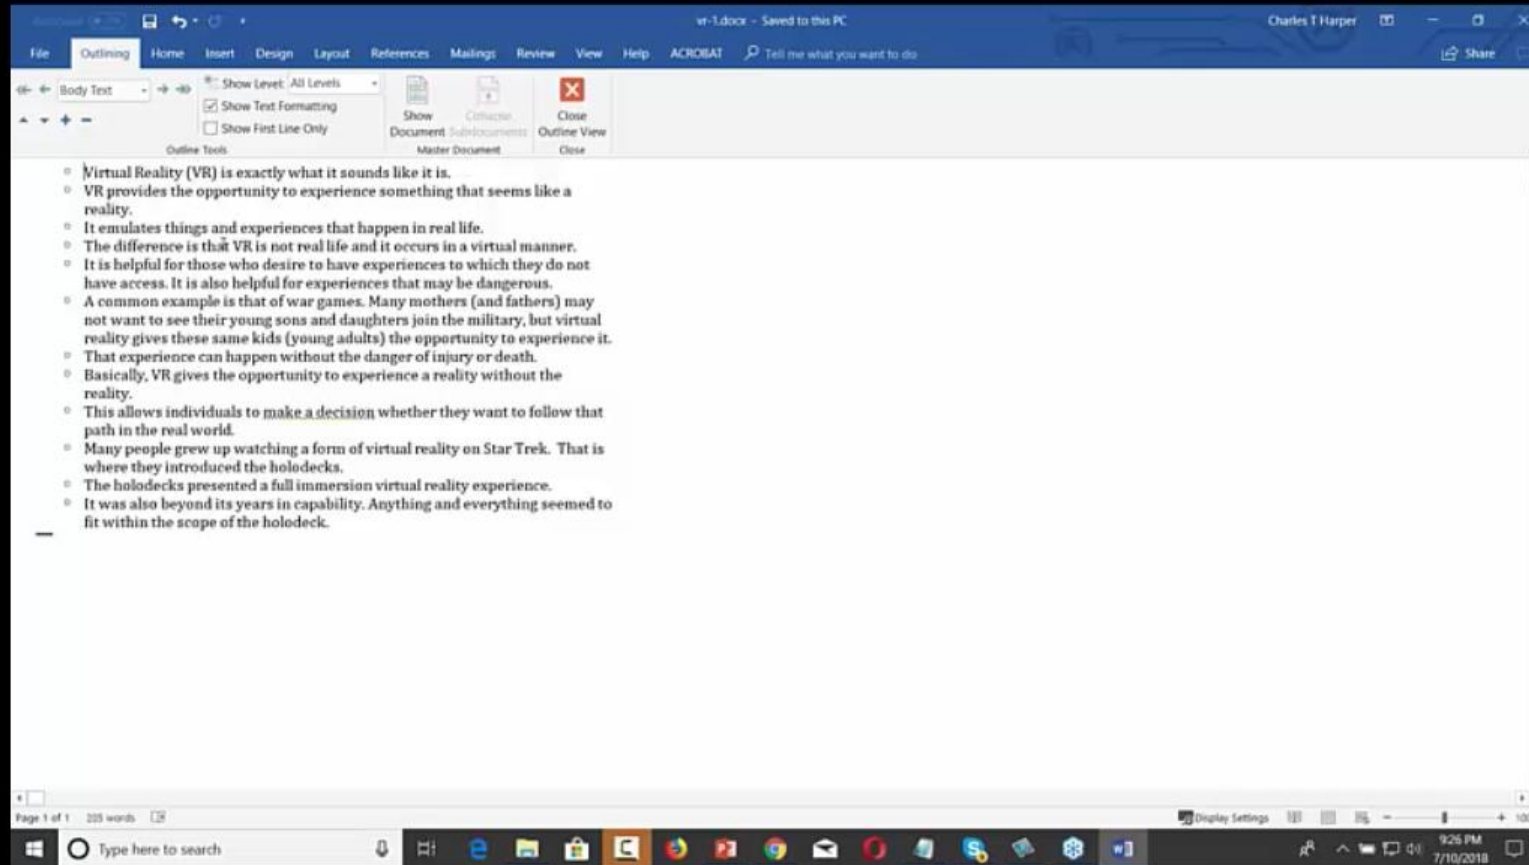 vr-1.docx - Saved to this PC
Charles T Harper
File Outlining Home Insert Design Layout References Mailings Review View Help ACROBAT Tell me what you want to do Share
Body Text
Show Level: All Levels
Show Text Formatting
Show First Line Only
Outline Tools
Show Document
Collapse Subdocuments
Master Document
Close Outline View
Close
Virtual Reality (VR) is exactly what it sounds like it is.
VR provides the opportunity to experience something that seems like a
reality.
It emulates things and experiences that happen in real life.
The difference is that VR is not real life and it occurs in a virtual manner.
It is helpful for those who desire to have experiences to which they do not
have access. It is also helpful for experiences that may be dangerous.
A common example is that of war games. Many mothers (and fathers) may
not want to see their young sons and daughters join the military, but virtual
reality gives these same kids (young adults) the opportunity to experience it.
That experience can happen without the danger of injury or death.
Basically, VR gives the opportunity to experience a reality without the
reality.
This allows individuals to make a decision whether they want to follow that
path in the real world.
Many people grew up watching a form of virtual reality on Star Trek. That is
where they introduced the holodecks.
The holodecks presented a full immersion virtual reality experience.
It was also beyond its years in capability. Anything and everything seemed to
fit within the scope of the holodeck.
Page 1 of 1 205 words
Display Settings
Type here to search
9:26 PM
7/10/2018